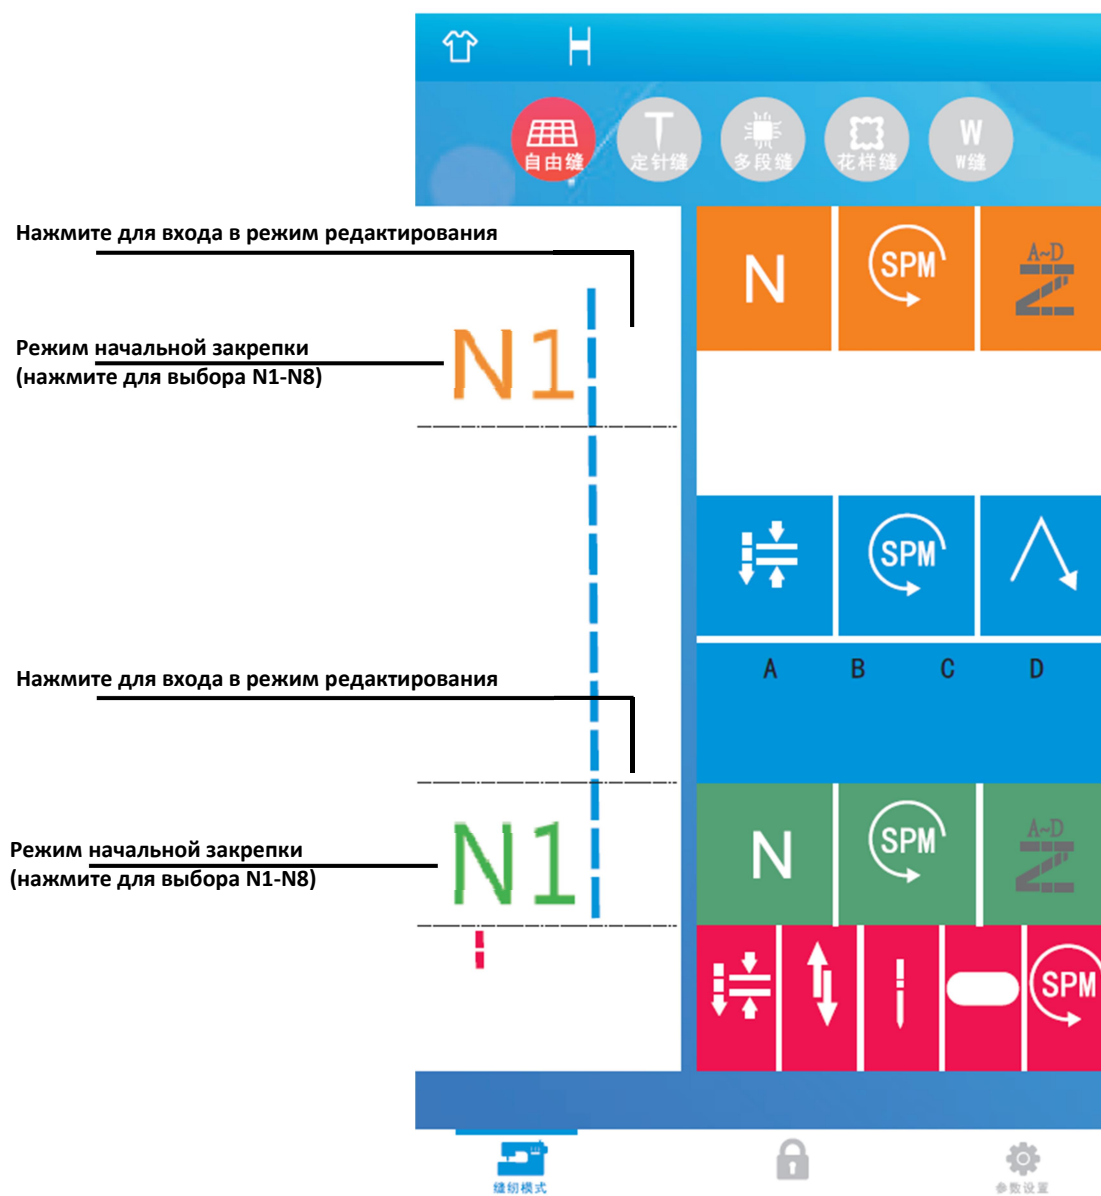 自由缝
定针缝
多段缝
花样缝
W
W缝
Нажмите для входа в режим редактирования
N
SPM
A~D
N
Режим начальной закрепки
(нажмите для выбора N1-N8)
N1
SPM
Нажмите для входа в режим редактирования
A B C D
Режим начальной закрепки
(нажмите для выбора N1-N8)
N1
N
SPM
A~D
N
SPM
缝纫模式
参数设置